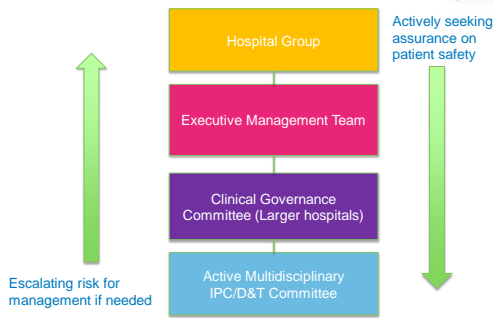 Actively seeking
assurance on
patient safety
Hospital Group
Executive Management Team
Clinical Governance
Committee (Larger hospitals)
Active Multidisciplinary
IPC/D&T Committee
Escalating risk for
management if needed